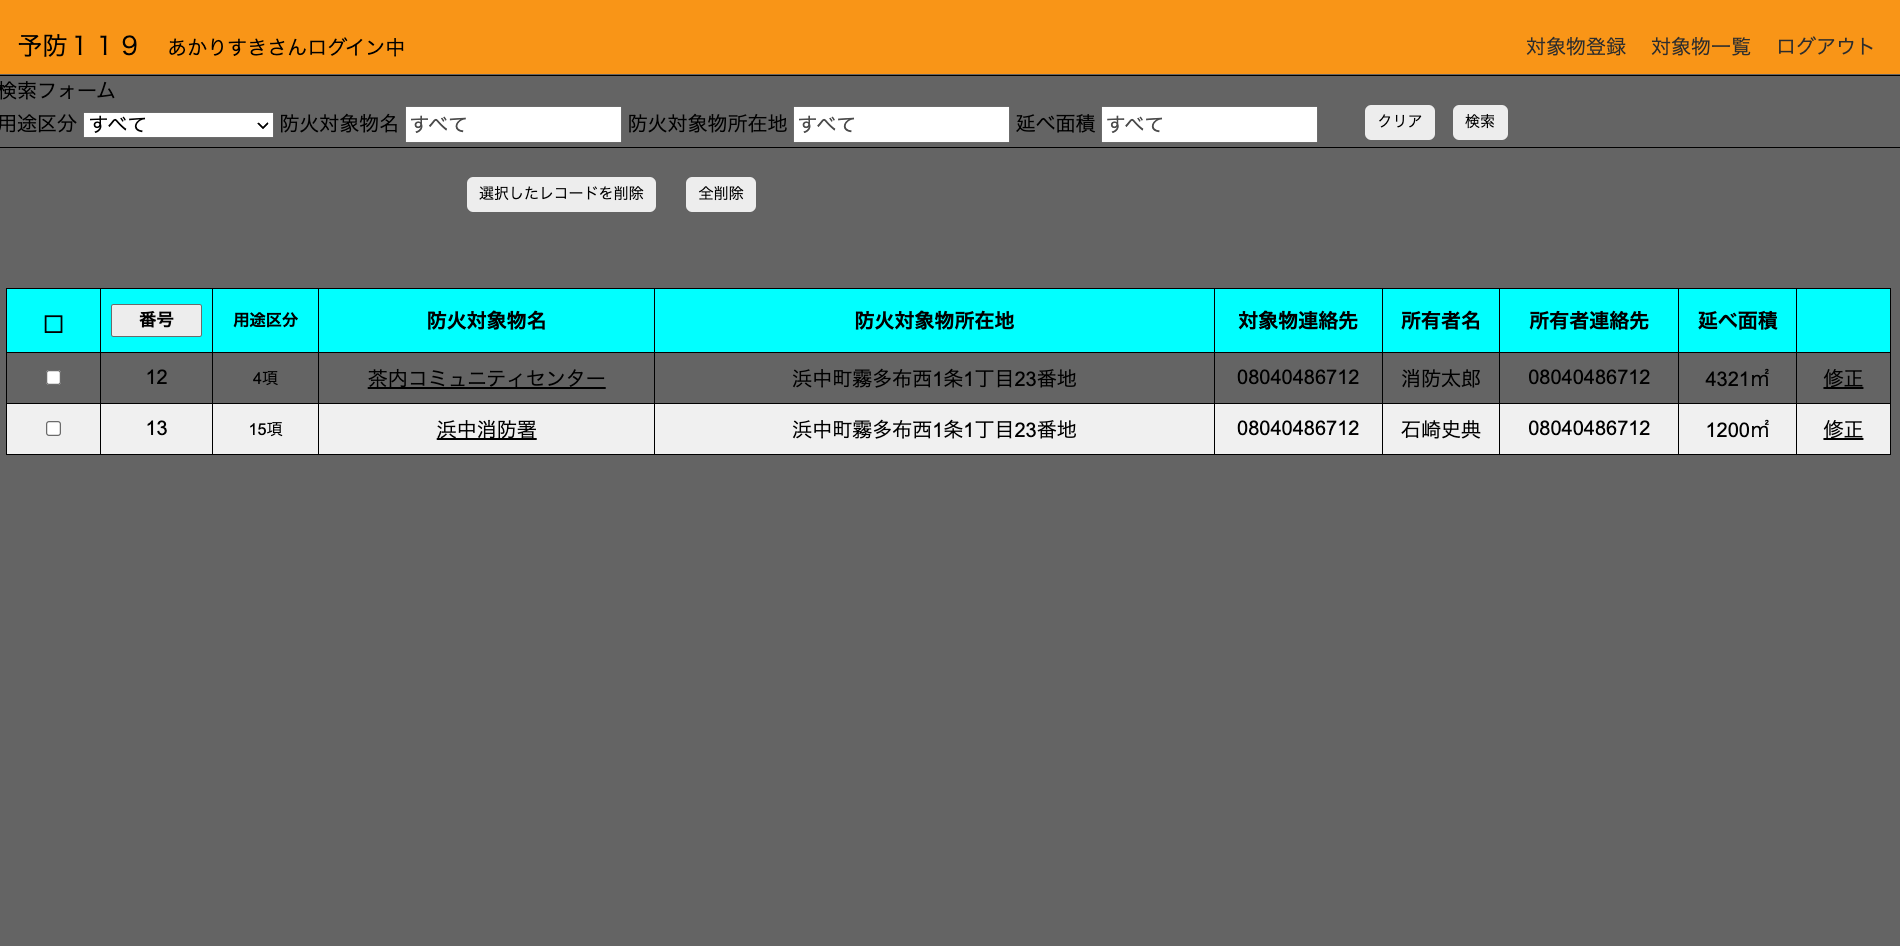 予防１１９ あかりすきさんログイン中 対象物登録 対象物一覧 ログアウト
検索フォーム
用途区分 すべて 防火対象物名 すべて 防火対象物所在地 すべて 延べ面積 すべて クリア 検索
選択したレコードを削除 全削除
番号 用途区分 防火対象物名 防火対象物所在地 対象物連絡先 所有者名 所有者連絡先 延べ面積
12 4項 茶内コミュニティセンター 浜中町霧多布西1条1丁目23番地 08040486712 消防太郎 08040486712 4321㎡ 修正
13 15項 浜中消防署 浜中町霧多布西1条1丁目23番地 08040486712 石崎史典 08040486712 1200㎡ 修正